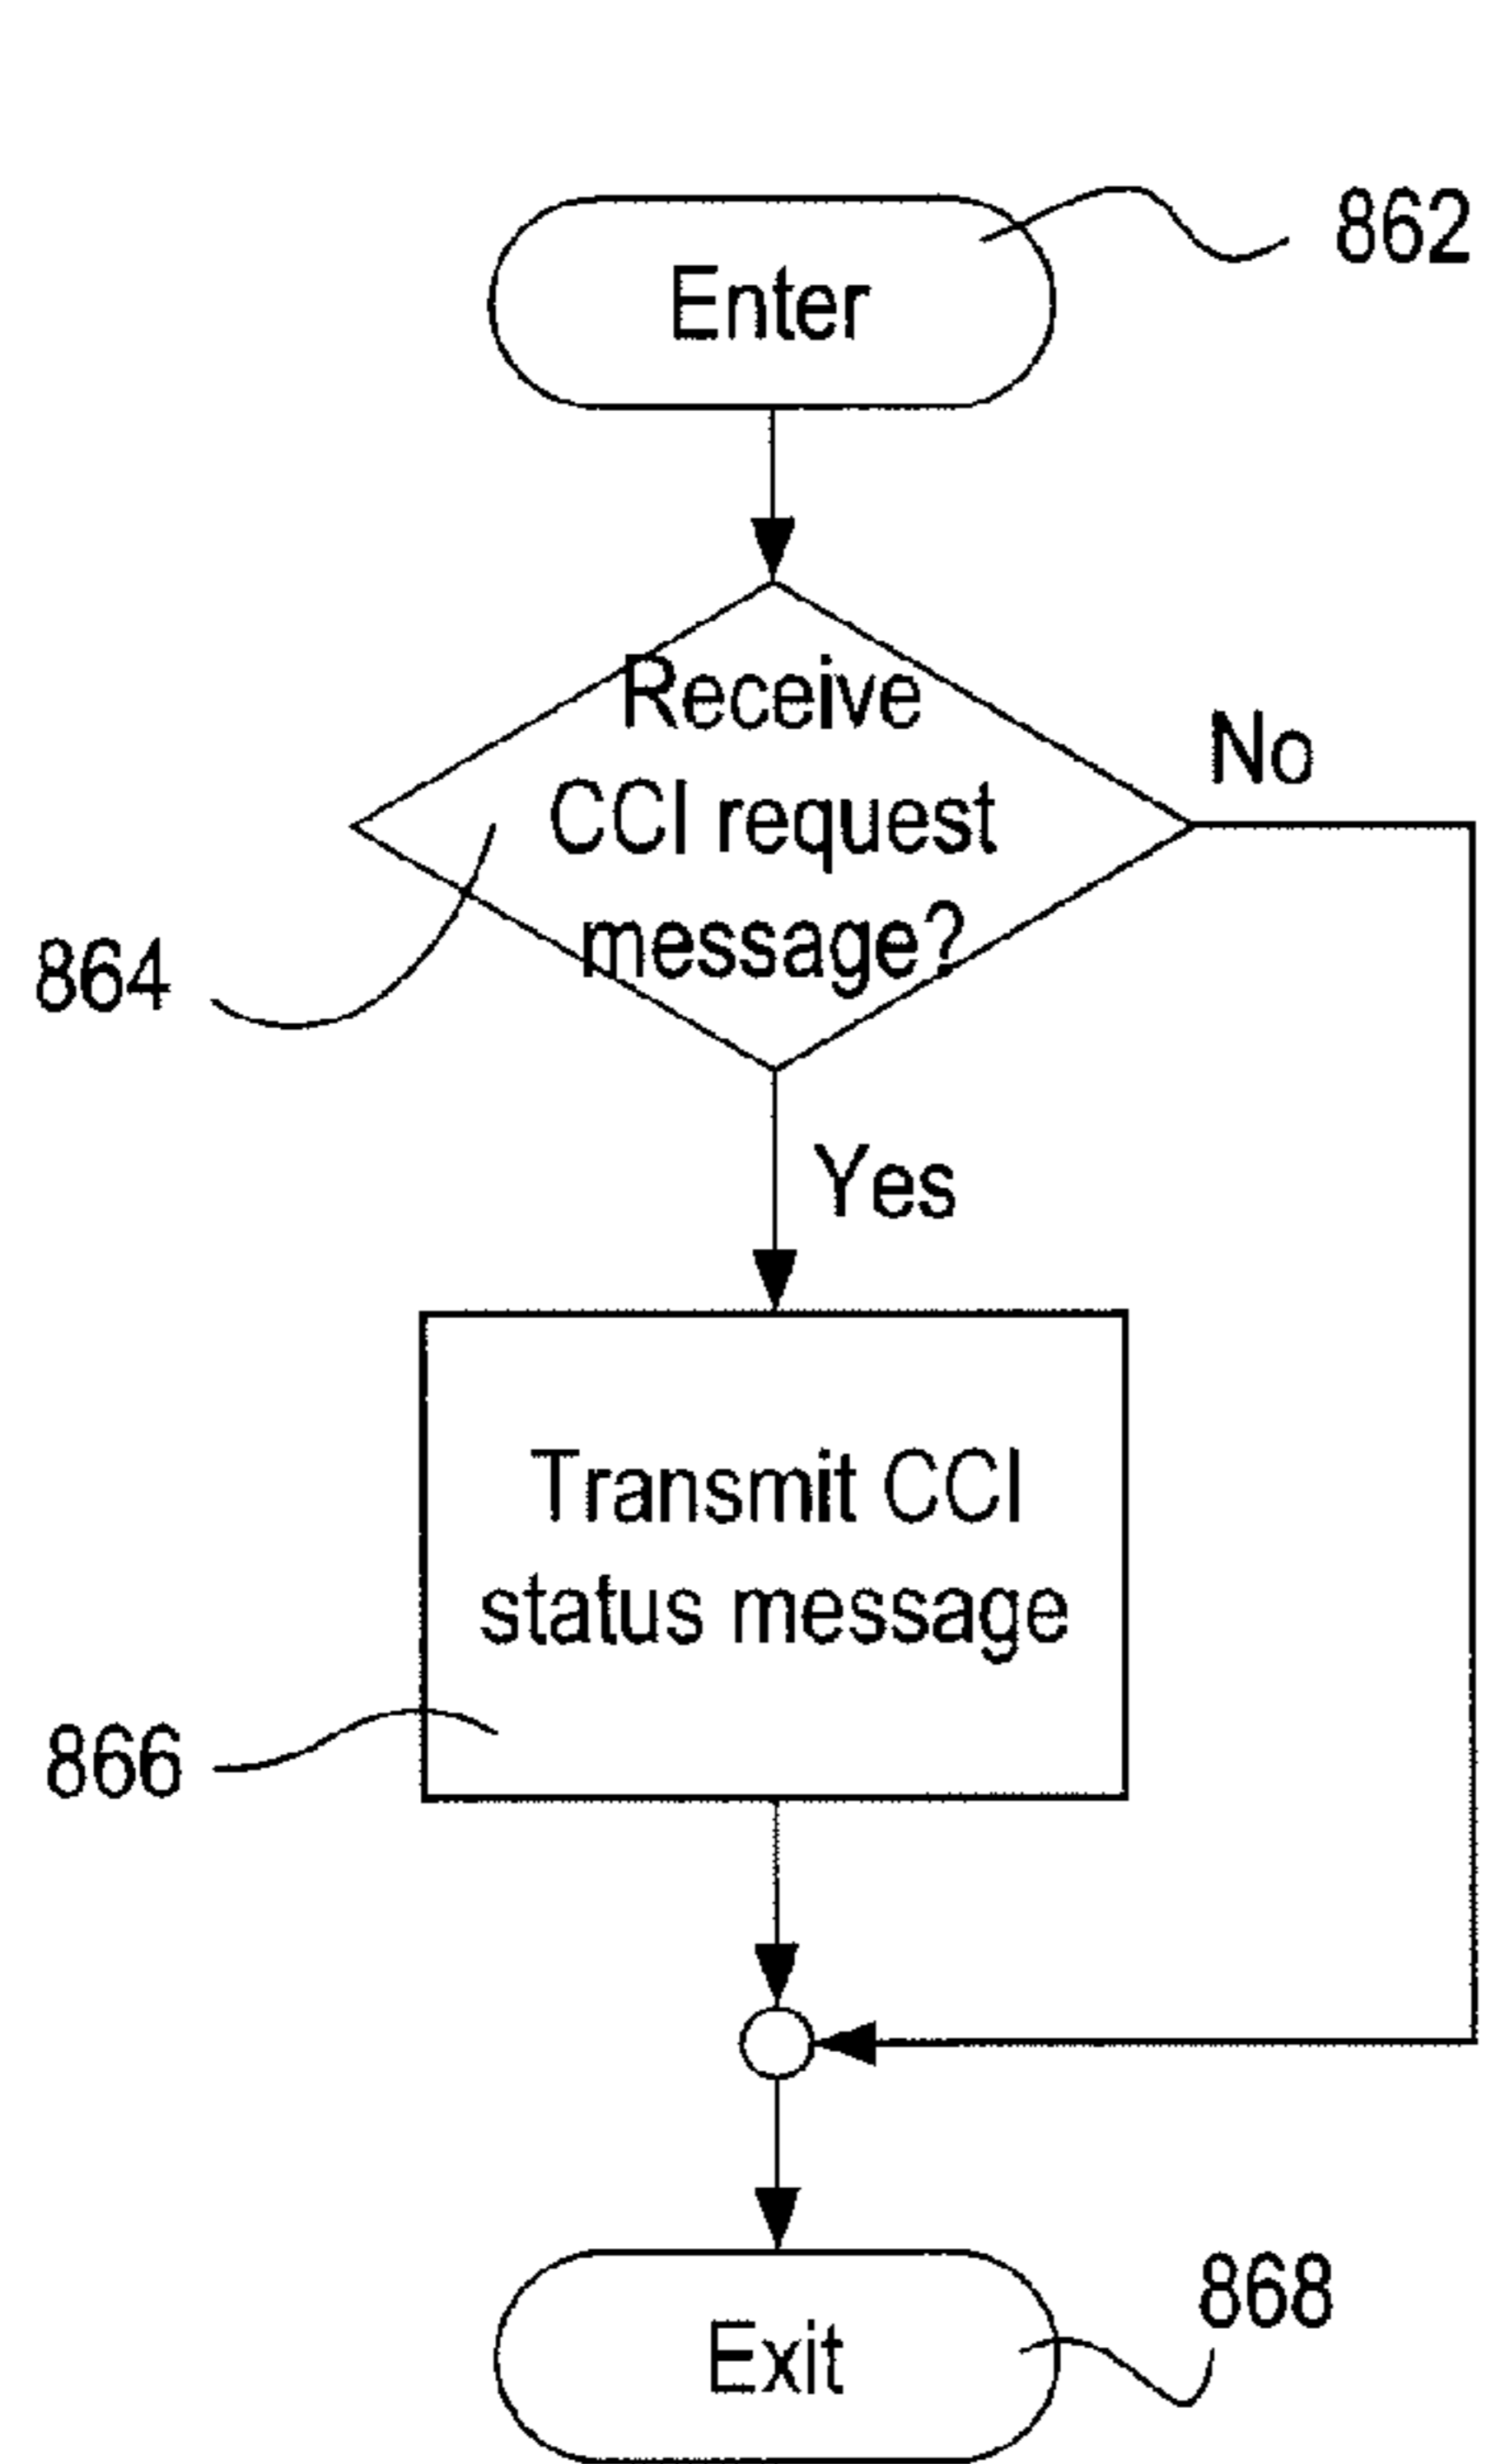 862
Enter
Receive
CCI request
message?
No
864
Yes
Transmit CCI
status message
866
868
Exit